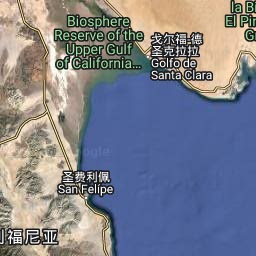 Biosphere
Reserve of the
Upper Gulf
of California...
la Bi
El Pin
G
戈尔福-德
圣克拉拉
Golfo de
Santa Clara
圣费利佩
San Felipe
福尼亚